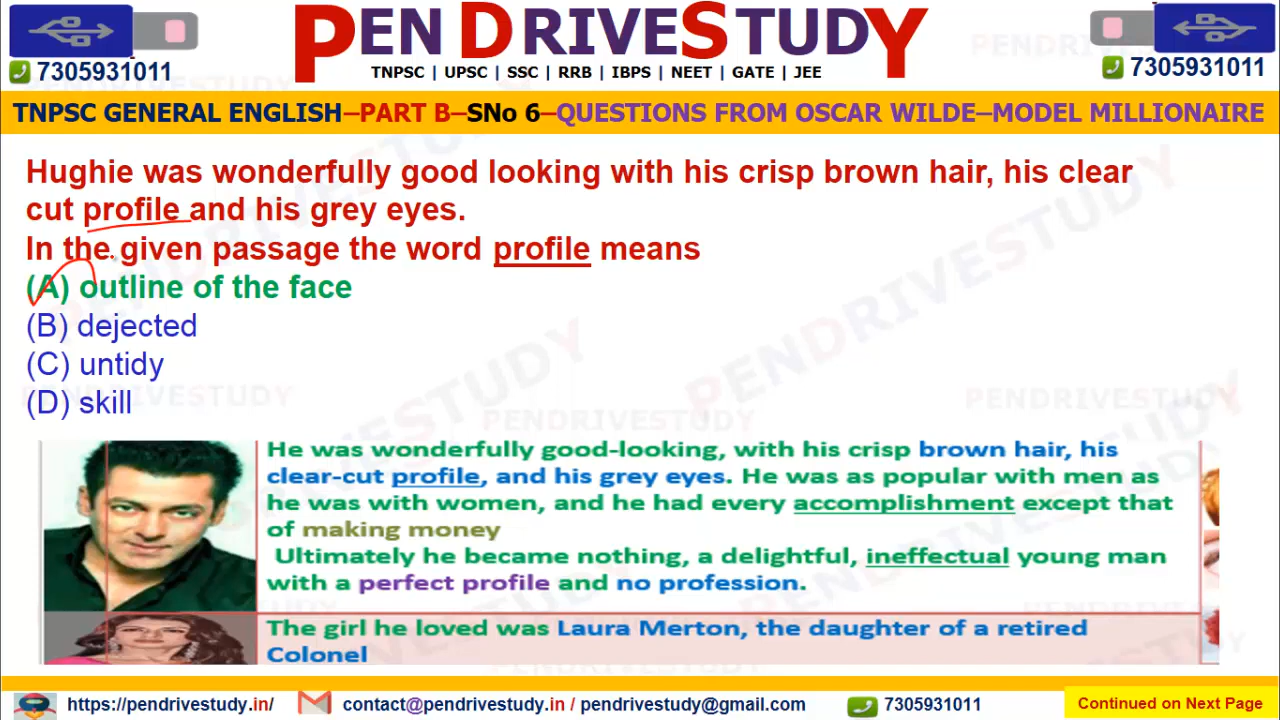 PEN DRIVESTUDY
7305931011
TNPSC | UPSC | SSC | RRB | IBPS | NEET | GATE | JEE
7305931011
TNPSC GENERAL ENGLISH–PART B–SNo 6–QUESTIONS FROM OSCAR WILDE–MODEL MILLIONAIRE
Hughie was wonderfully good looking with his crisp brown hair, his clear
cut profile and his grey eyes.
In the given passage the word profile means
(A) outline of the face
(B) dejected
(C) untidy
(D) skill
He was wonderfully good-looking, with his crisp brown hair, his
clear-cut profile, and his grey eyes. He was as popular with men as
he was with women, and he had every accomplishment except that
of making money
Ultimately he became nothing, a delightful, ineffectual young man
with a perfect profile and no profession.
The girl he loved was Laura Merton, the daughter of a retired
Colonel
https://pendrivestudy.in/
contact@pendrivestudy.in / pendrivestudy@gmail.com
7305931011
Continued on Next Page